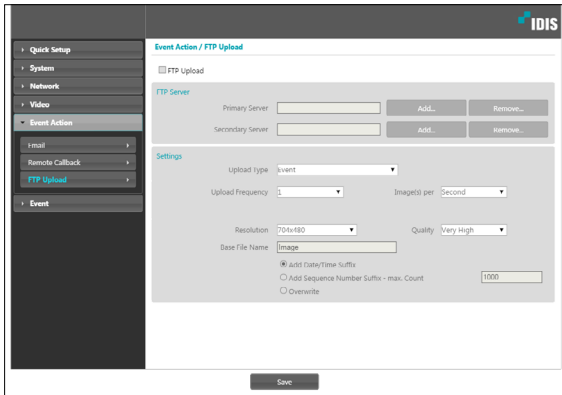 IDIS
Quick Setup
System
Network
Video
Event Action
Email
Remote Callback
FTP Upload
Event
Event Action / FTP Upload
FTP Upload
FTP Server
Primary Server Add... Remove...
Secondary Server Add... Remove...
Settings
Upload Type Event
Upload Frequency 1 Image(s) per Second
Resolution 704x480 Quality Very High
Base File Name Image
Add Date/Time Suffix
Add Sequence Number Suffix - max. Count 1000
Overwrite
Save